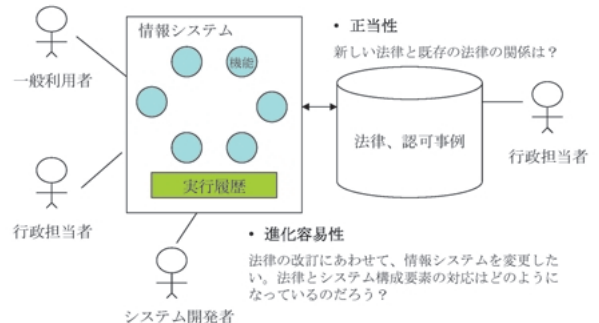 情報システム
機能
実行履歴
一般利用者
行政担当者
システム開発者
• 正当性
新しい法律と既存の法律の関係は？
法律、認可事例
行政担当者
• 進化容易性
法律の改訂にあわせて、情報システムを変更した
い。法律とシステム構成要素の対応はどのように
なっているのだろう？